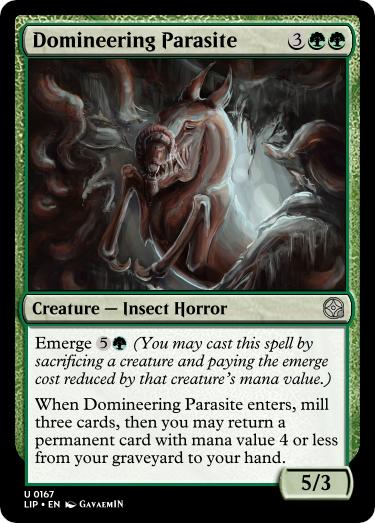 Domineering Parasite 3
Creature — Insect Horror
Emerge 5 (You may cast this spell by
sacrificing a creature and paying the emerge
cost reduced by that creature's mana value.)
When Domineering Parasite enters, mill
three cards, then you may return a
permanent card with mana value 4 or less
from your graveyard to your hand.
5/3
U 0167
LIP • EN GavaemIN